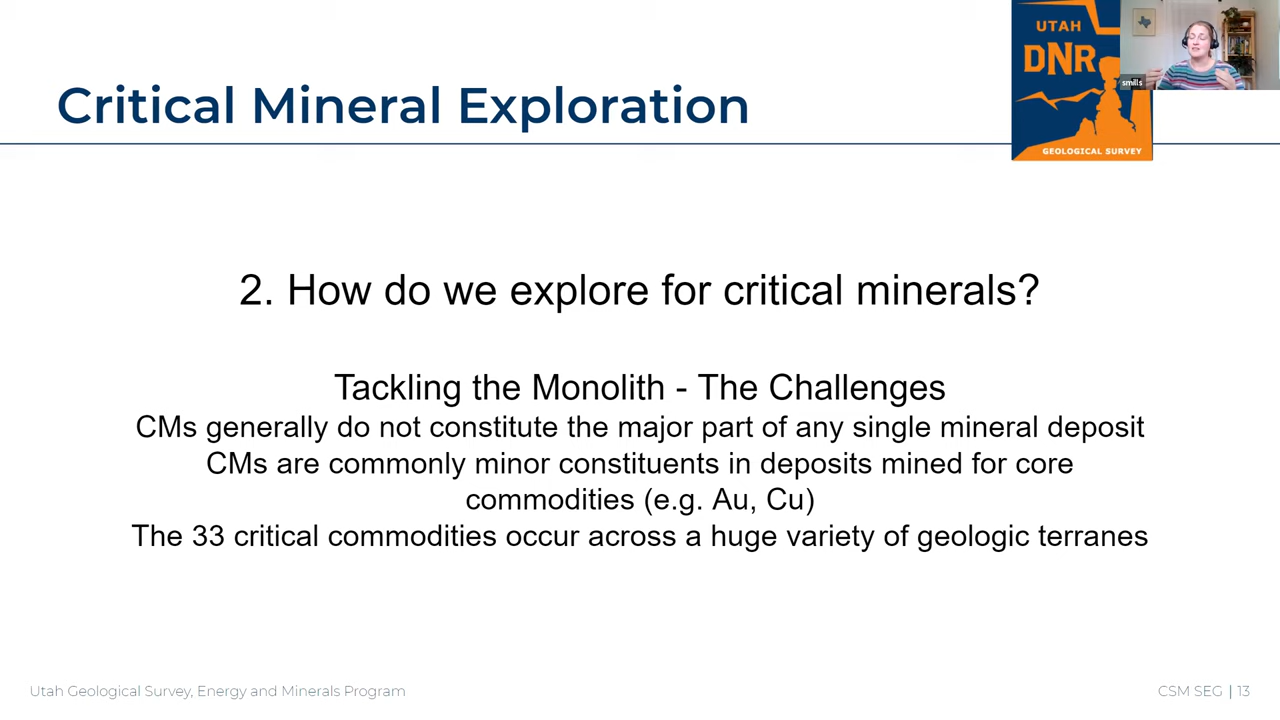 UTAH
DNR
smills
Critical Mineral Exploration
GEOLOGICAL SURVEY
2. How do we explore for critical minerals?
Tackling the Monolith - The Challenges
CMs generally do not constitute the major part of any single mineral deposit
CMs are commonly minor constituents in deposits mined for core
commodities (e.g. Au, Cu)
The 33 critical commodities occur across a huge variety of geologic terranes
Utah Geological Survey, Energy and Minerals Program
CSM SEG | 13